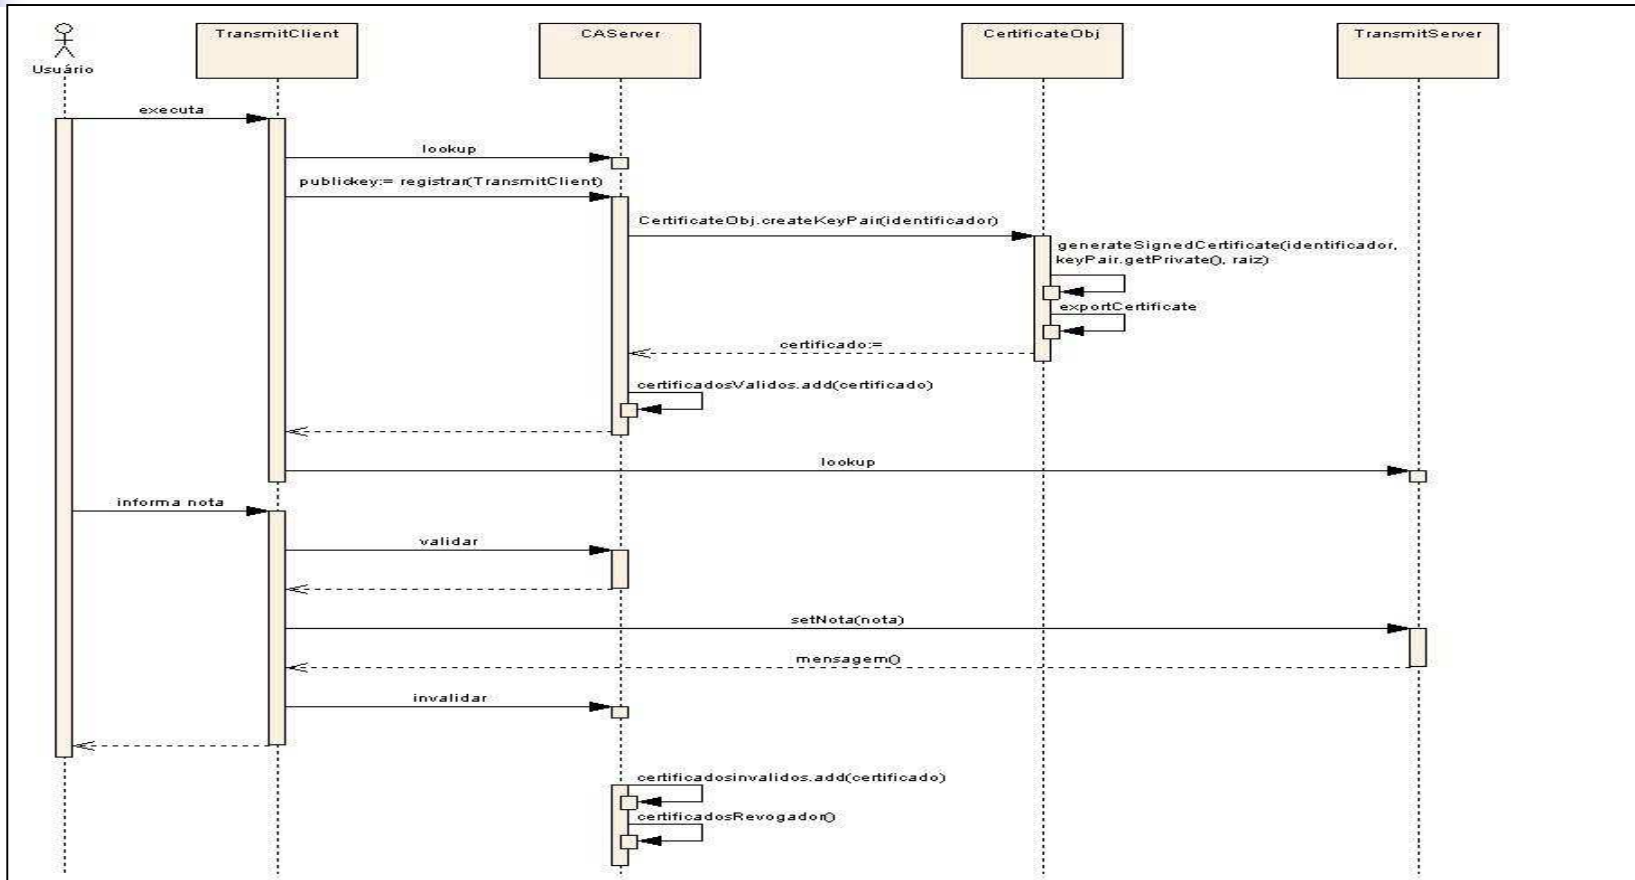 Usuário
TransmitClient
CAServer
CertificateObj
TransmitServer
executa
lookup
publickey:= registrar(TransmitClient)
CertificateObj.createKeyPair(identificador)
generateSignedCertificate(identificador,
keyPair.getPrivate(), raiz)
exportCertificate
certificado:=
certificadosValidos.add(certificado)
lookup
informa nota
validar
setNota(nota)
mensagem()
invalidar
certificadosinvalidos.add(certificado)
certificadosRevogador()